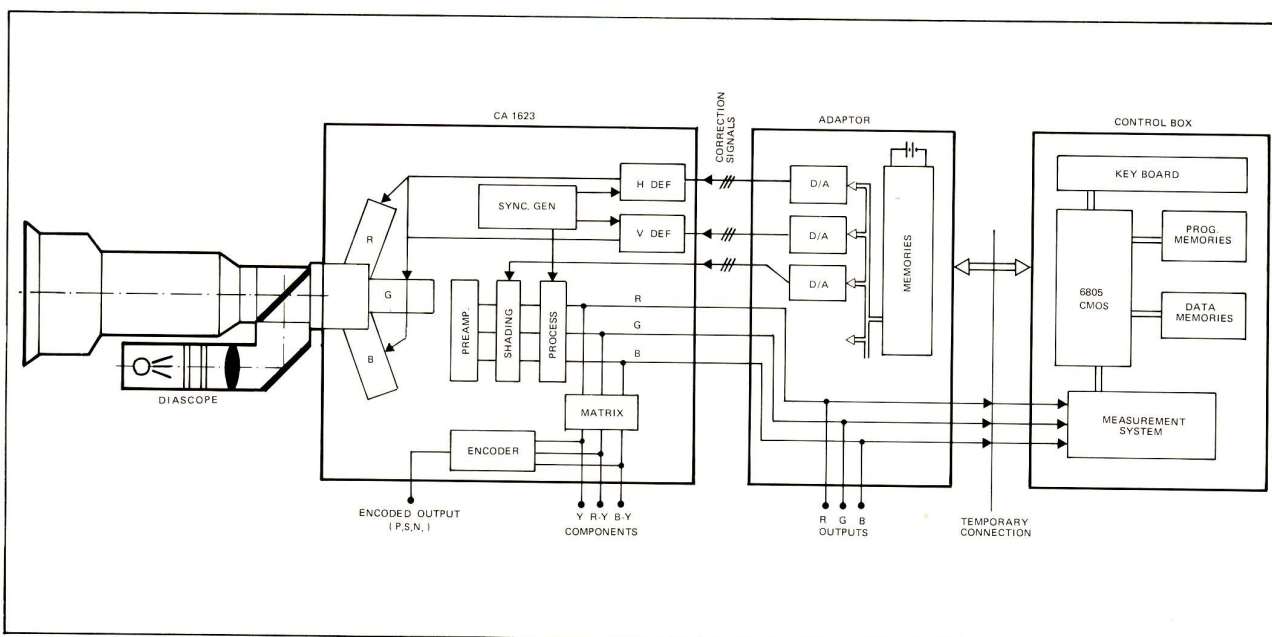 CA 1623
CORRECTION
SIGNALS
ADAPTOR
CONTROL BOX
H DEF
SYNC. GEN
V DEF
D/A
D/A
D/A
MEMORIES
KEY BOARD
6805
CMOS
PROG.
MEMORIES
DATA
MEMORIES
MEASUREMENT
SYSTEM
R
G
B
DIASCOPE
PREAMP.
SHADING
PROCESS
R
G
B
MATRIX
ENCODER
ENCODED OUTPUT
( P,S,N, )
Y R-Y B-Y
COMPONENTS
R G B
OUTPUTS
TEMPORARY
CONNECTION